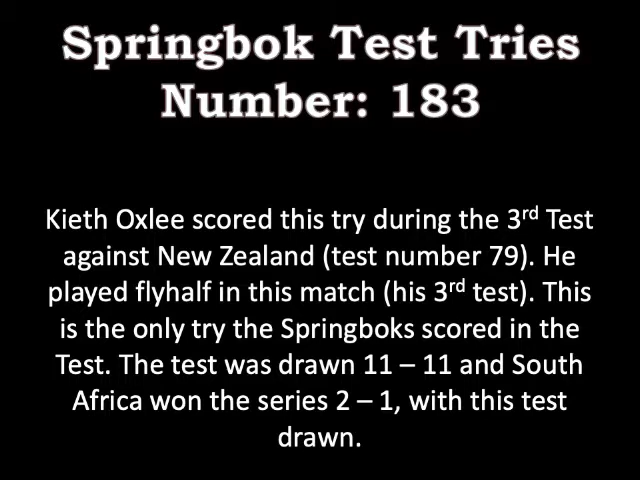 Springbok Test Tries
Number: 183
Kieth Oxlee scored this try during the 3rd Test
against New Zealand (test number 79). He
played flyhalf in this match (his 3rd test). This
is the only try the Springboks scored in the
Test. The test was drawn 11 – 11 and South
Africa won the series 2 – 1, with this test
drawn.